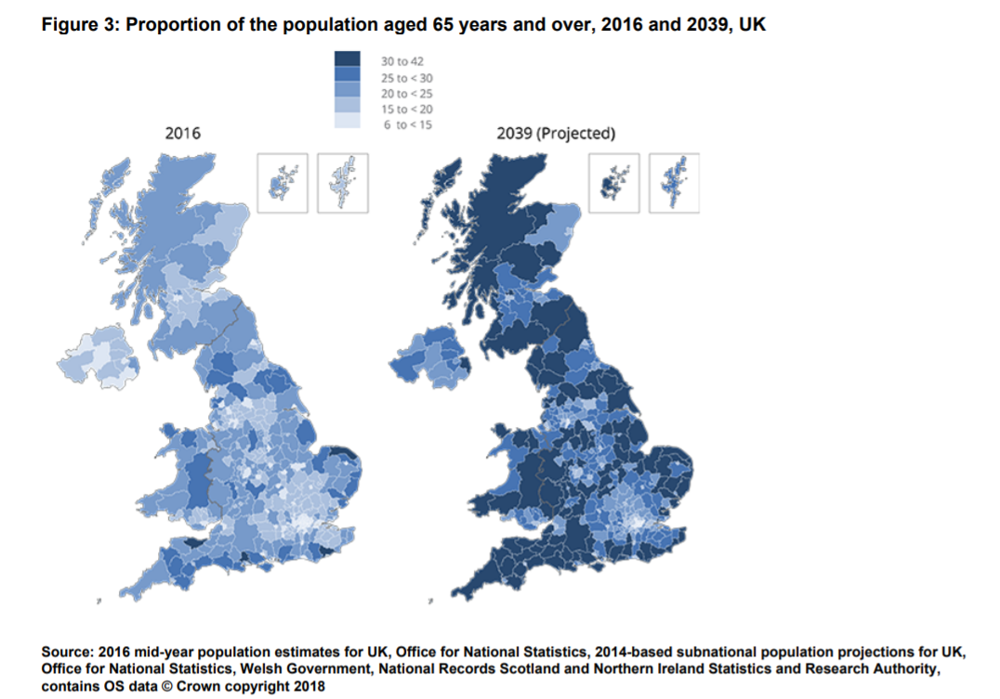 Figure 3: Proportion of the population aged 65 years and over, 2016 and 2039, UK
30 to 42
25 to < 30
20 to < 25
15 to < 20
6 to < 15
2016
2039 (Projected)
Source: 2016 mid-year population estimates for UK, Office for National Statistics, 2014-based subnational population projections for UK,
Office for National Statistics, Welsh Government, National Records Scotland and Northern Ireland Statistics and Research Authority,
contains OS data © Crown copyright 2018